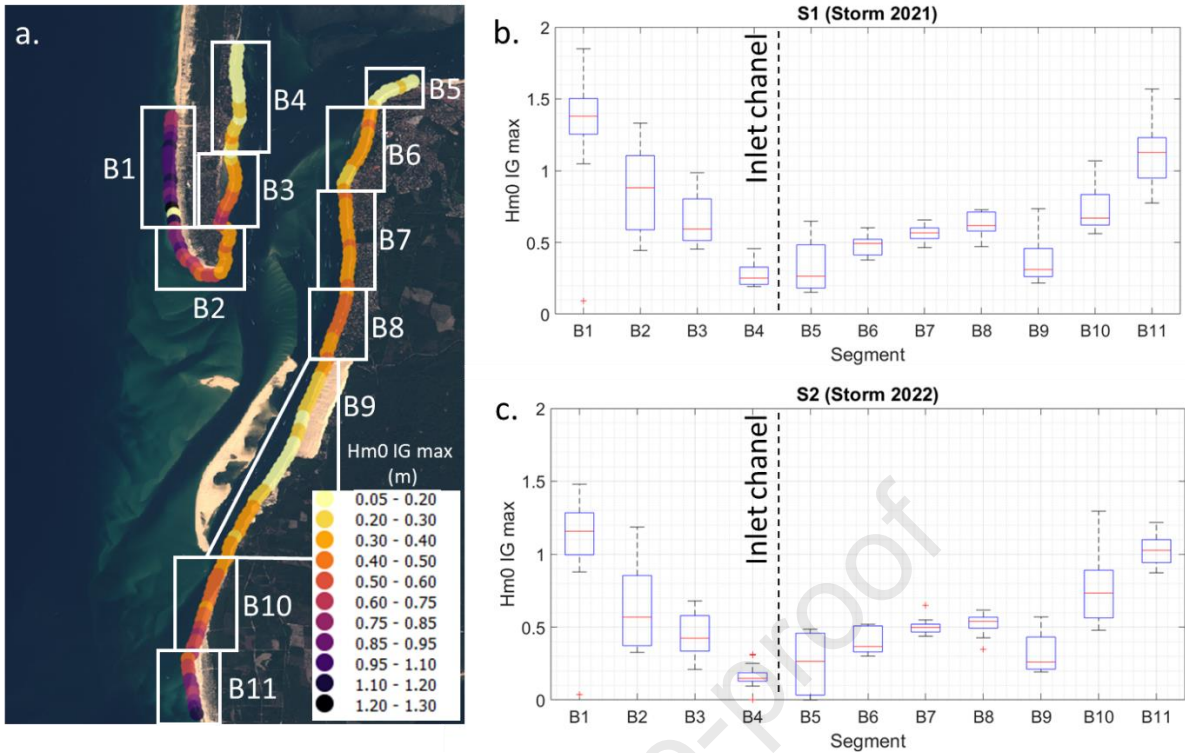 a.
B4
B5
B1
B6
B3
B7
B2
B8
B9
Hm0 IG max
(m)
0.05 - 0.20
0.20 - 0.30
0.30 - 0.40
0.40 - 0.50
0.50 - 0.60
0.60 - 0.75
0.75 - 0.85
0.85 - 0.95
0.95 - 1.10
1.10 - 1.20
1.20 - 1.30
B10
B11
b.
S1 (Storm 2021)
Hm0 IG max
2
1.5
1
0.5
0
Inlet chanel
B1 B2 B3 B4 B5 B6 B7 B8 B9 B10 B11
Segment
c.
S2 (Storm 2022)
Hm0 IG max
2
1.5
1
0.5
0
Inlet chanel
B1 B2 B3 B4 B5 B6 B7 B8 B9 B10 B11
Segment
-proof